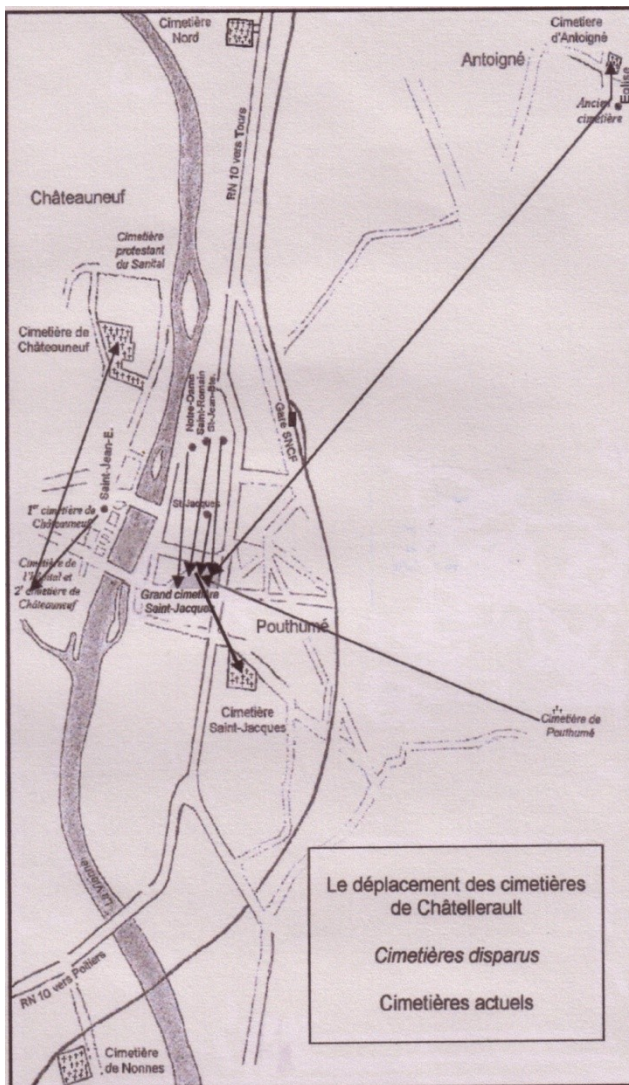 Cimetière
Nord
Cimetiere
d'Antoigné
Antoigné
Eglise
Ancien
cimetière
RN 10 vers Tours
Châteauneuf
Cimetière
protestant
du Sanital
Cimetière de
Châteauneuf
Notre-Dame
Saint-Romain
St-Jean-Bte.
Gare SNCF
Saint-Jean-E.
St-Jacques
1er cimetière de
Châteauneuf
Cimetière de
l'Hôpital et
2e cimetière de
Châteauneuf
Grand cimetière
Saint-Jacques
Pouthumé
Cimetière
Saint-Jacques
Cimetière de
Pouthumé
La Vienne
RN 10 vers Poitiers
Cimetière
de Nonnes
Le déplacement des cimetières
de Châtellerault
Cimetières disparus
Cimetières actuels